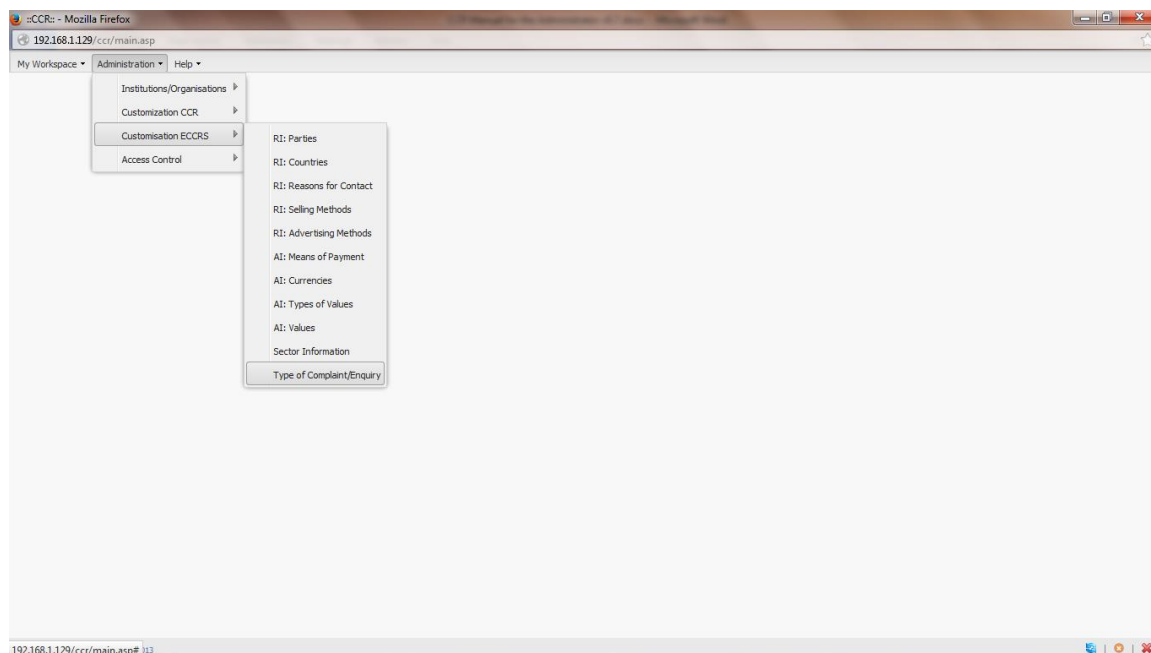 ::CCR:: - Mozilla Firefox
192.168.1.129/ccr/main.asp
My Workspace Administration Help
Institutions/Organisations
Customization CCR
Customisation ECCRS
Access Control
RI: Parties
RI: Countries
RI: Reasons for Contact
RI: Selling Methods
RI: Advertising Methods
AI: Means of Payment
AI: Currencies
AI: Types of Values
AI: Values
Sector Information
Type of Complaint/Enquiry
192.168.1.129/ccr/main.asp# 013